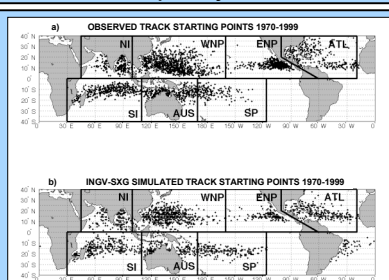 a) OBSERVED TRACK STARTING POINTS 1970-1999
40°N
30°N
20°N
10°N
0
10°S
20°S
30°S
40°S
NI WNP ENP ATL
SI AUS SP
0 30°E 60°E 90°E 120°E 150°E 180°E 150°W 120°W 90°W 60°W 30°W
b) INGV-SXG SIMULATED TRACK STARTING POINTS 1970-1999
40°N
30°N
20°N
10°N
0
10°S
20°S
30°S
NI WNP ENP ATL
SI AUS SP